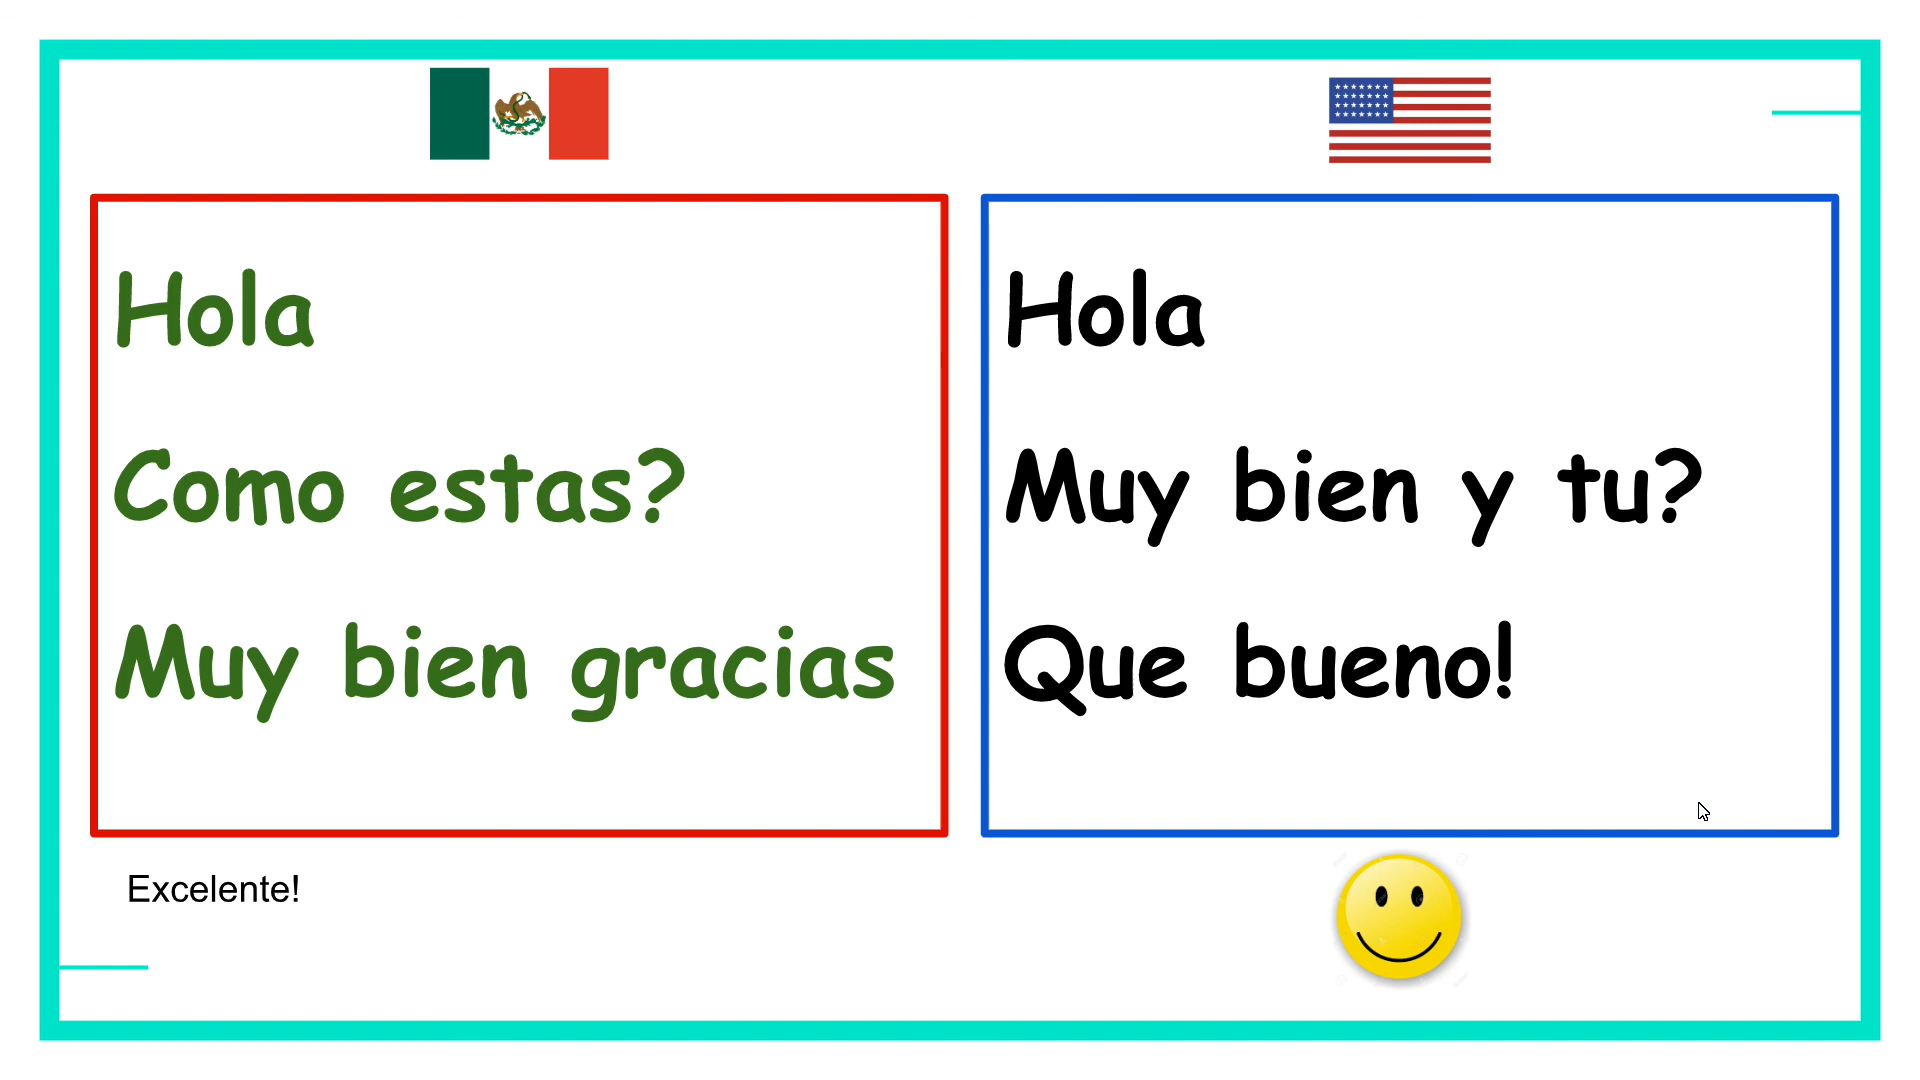 Hola
Como estas?
Muy bien gracias
Hola
Muy bien y tu?
Que bueno!
Excelente!